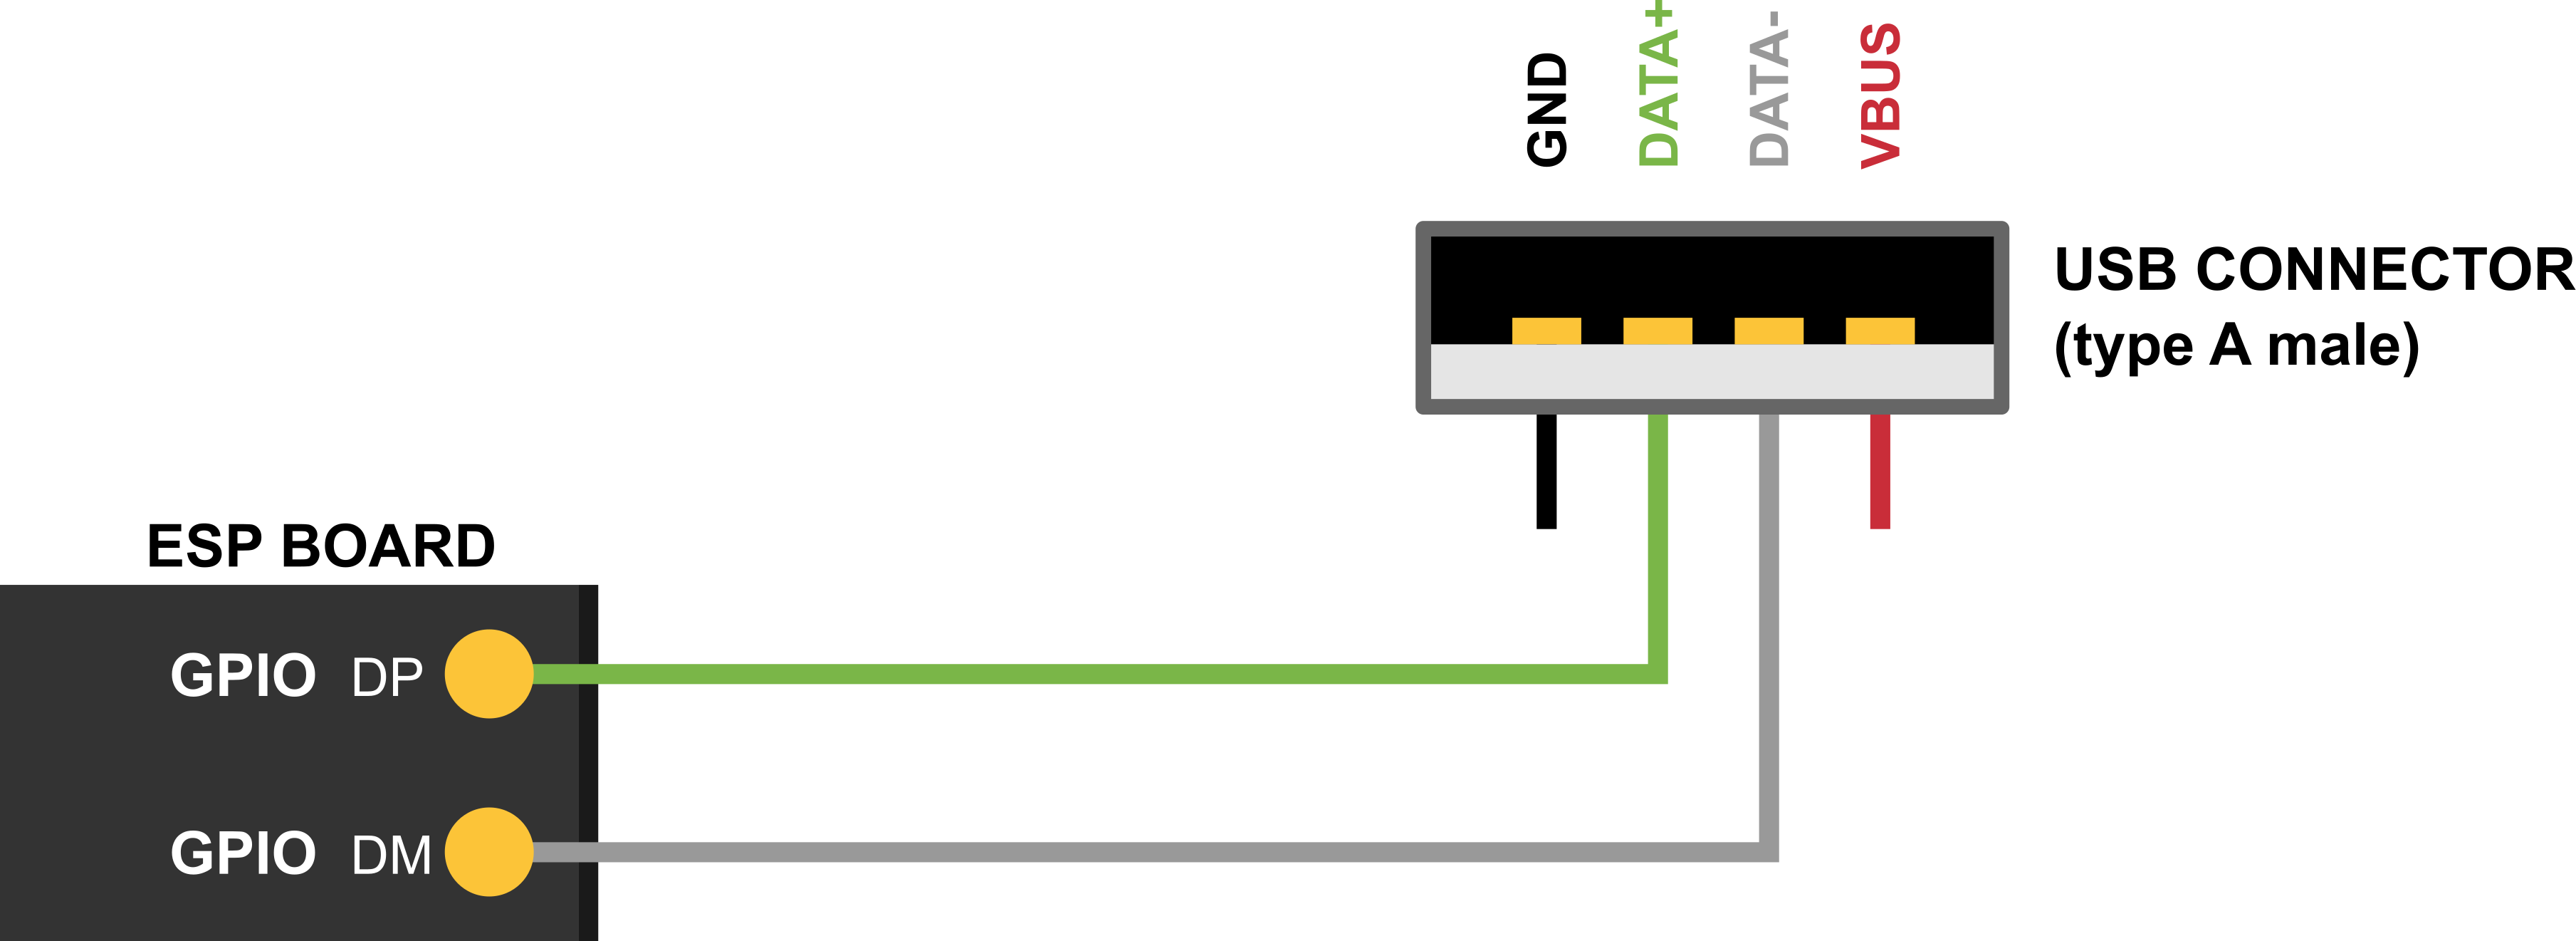 GND
DATA+
DATA-
VBUS
USB CONNECTOR
(type A male)
ESP BOARD
GPIO DP
GPIO DM